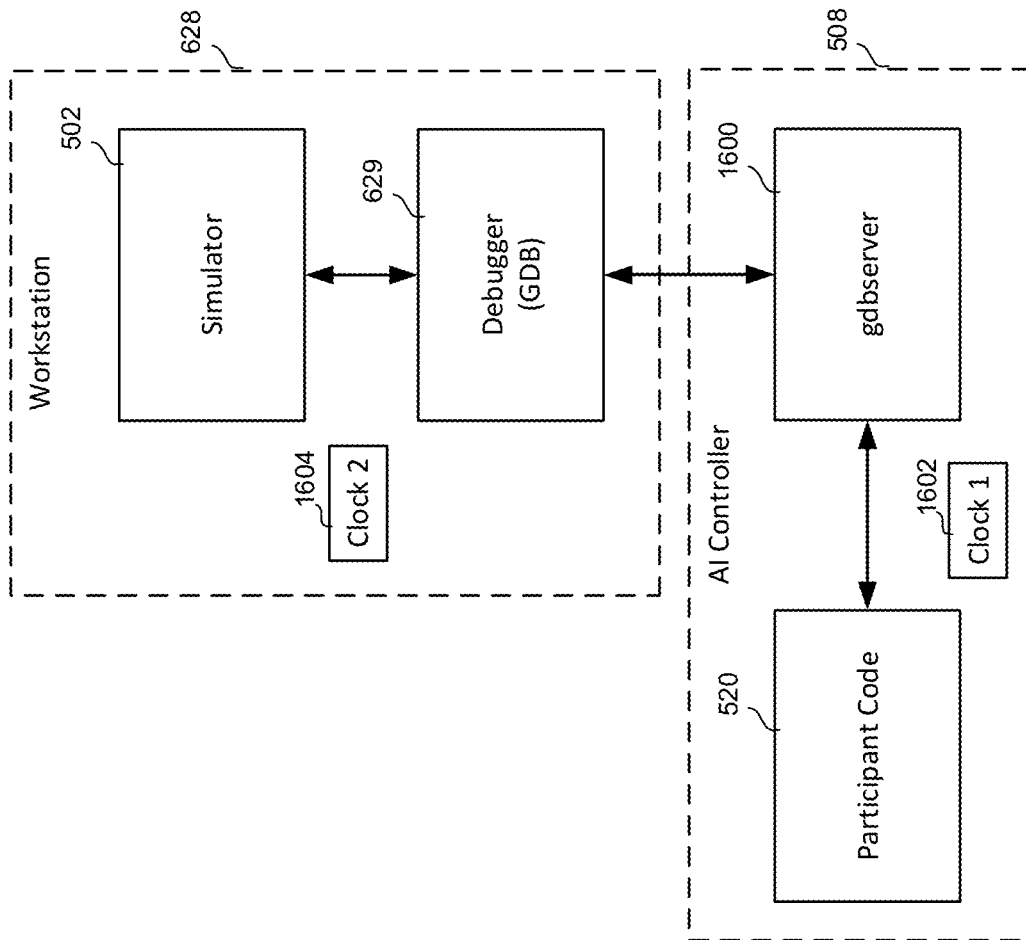 628
Workstation
502
Simulator
629
Debugger
(GDB)
1604
Clock 2
508
AI Controller
1600
gdbserver
1602
Clock 1
520
Participant Code